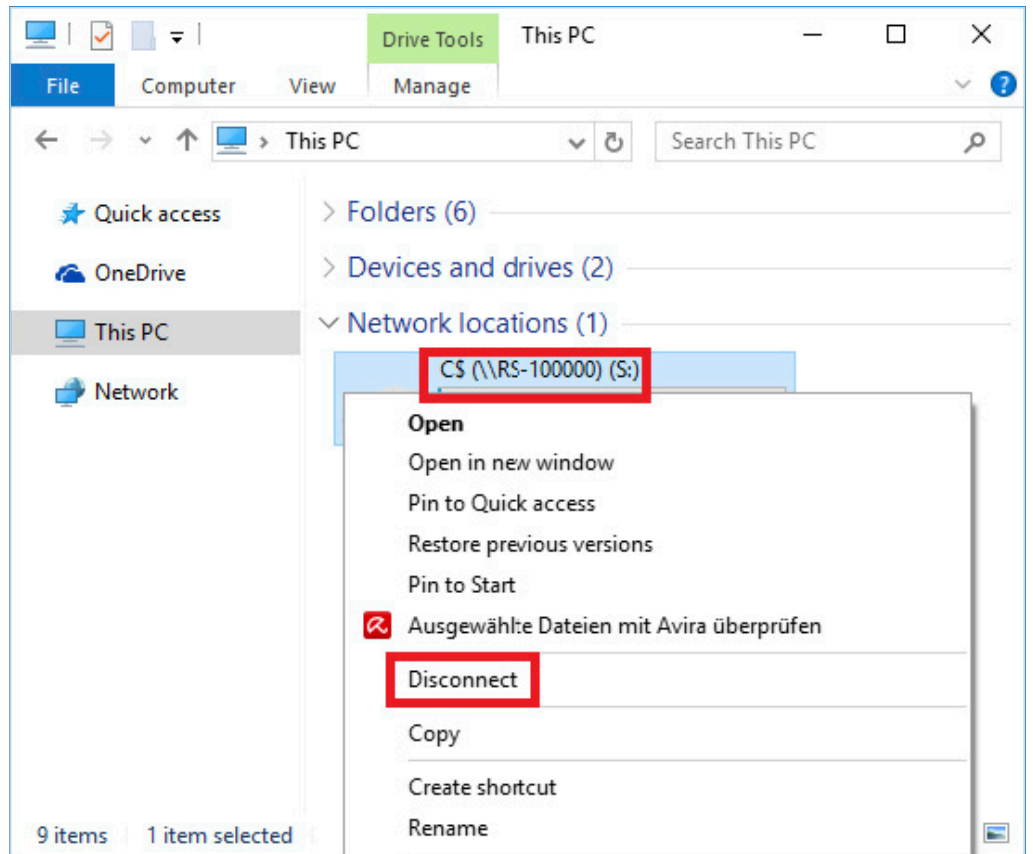 Drive Tools
This PC
File
Computer
View
Manage
?
This PC
Search This PC
Quick access
OneDrive
This PC
Network
Folders (6)
Devices and drives (2)
Network locations (1)
C$ (\\RS-100000) (S:)
Open
Open in new window
Pin to Quick access
Restore previous versions
Pin to Start
Ausgewählte Dateien mit Avira überprüfen
Disconnect
Copy
Create shortcut
Rename
9 items
1 item selected